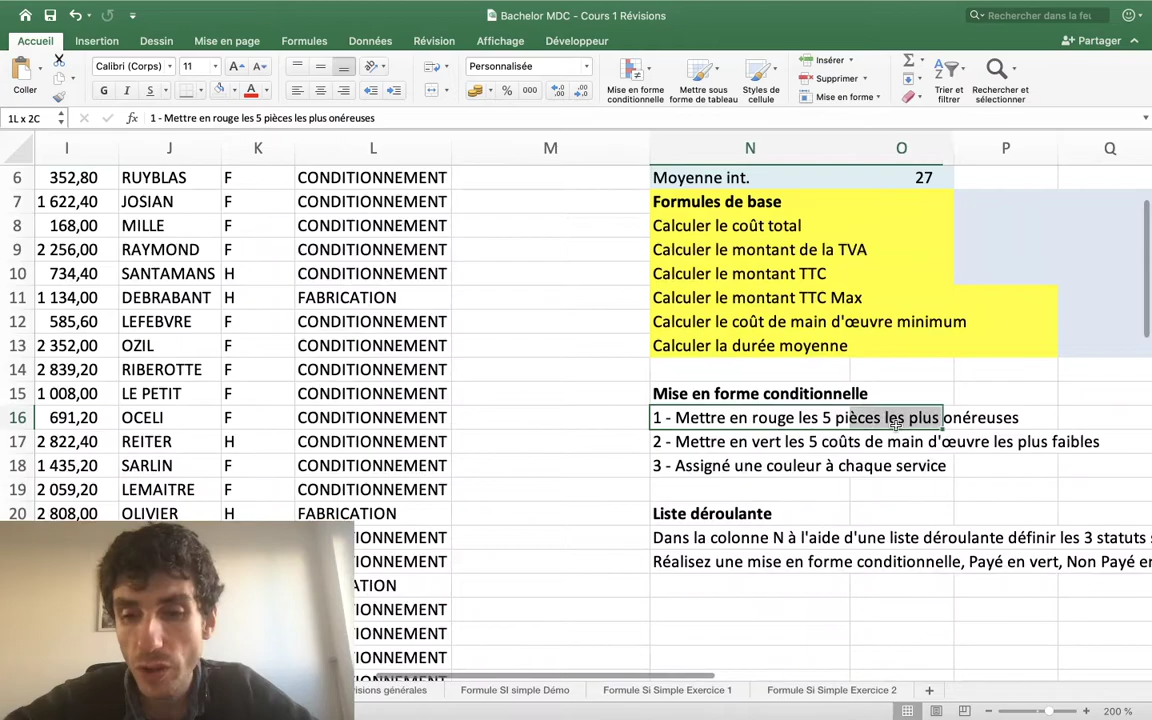 Bachelor MDC - Cours 1 Révisions
Rechercher dans la feu
Accueil Insertion Dessin Mise en page Formules Données Révision Affichage Développeur
Partager
Coller
Calibri (Corps) 11
G I S A
Personnalisée
% 000
Mise en forme conditionnelle
Mettre sous forme de tableau
Styles de cellule
Insérer
Supprimer
Mise en forme
Trier et filtrer
Rechercher et sélectionner
1L x 2C fx 1 - Mettre en rouge les 5 pièces les plus onéreuses
I J K L M N O P Q
6 352,80 RUYBLAS F CONDITIONNEMENT Moyenne int. 27
7 1 622,40 JOSIAN F CONDITIONNEMENT Formules de base
8 168,00 MILLE F CONDITIONNEMENT Calculer le coût total
9 2 256,00 RAYMOND F CONDITIONNEMENT Calculer le montant de la TVA
10 734,40 SANTAMANS H CONDITIONNEMENT Calculer le montant TTC
11 1 134,00 DEBRABANT H FABRICATION Calculer le montant TTC Max
12 585,60 LEFEBVRE F CONDITIONNEMENT Calculer le coût de main d'œuvre minimum
13 2 352,00 OZIL F CONDITIONNEMENT Calculer la durée moyenne
14 2 839,20 RIBEROTTE F CONDITIONNEMENT
15 1 008,00 LE PETIT F CONDITIONNEMENT Mise en forme conditionnelle
16 691,20 OCELI F CONDITIONNEMENT 1 - Mettre en rouge les 5 pièces les plus onéreuses
17 2 822,40 REITER H CONDITIONNEMENT 2 - Mettre en vert les 5 coûts de main d'œuvre les plus faibles
18 1 435,20 SARLIN F CONDITIONNEMENT 3 - Assigné une couleur à chaque service
19 2 059,20 LEMAITRE F CONDITIONNEMENT
20 2 808,00 OLIVIER H FABRICATION Liste déroulante
ITIONNEMENT Dans la colonne N à l'aide d'une liste déroulante définir les 3 statuts s
ITIONNEMENT Réalisez une mise en forme conditionnelle, Payé en vert, Non Payé en
ATION
ITIONNEMENT
ITIONNEMENT
ITIONNEMENT
isions générales Formule SI simple Démo Formule Si Simple Exercice 1 Formule Si Simple Exercice 2 +
200 %